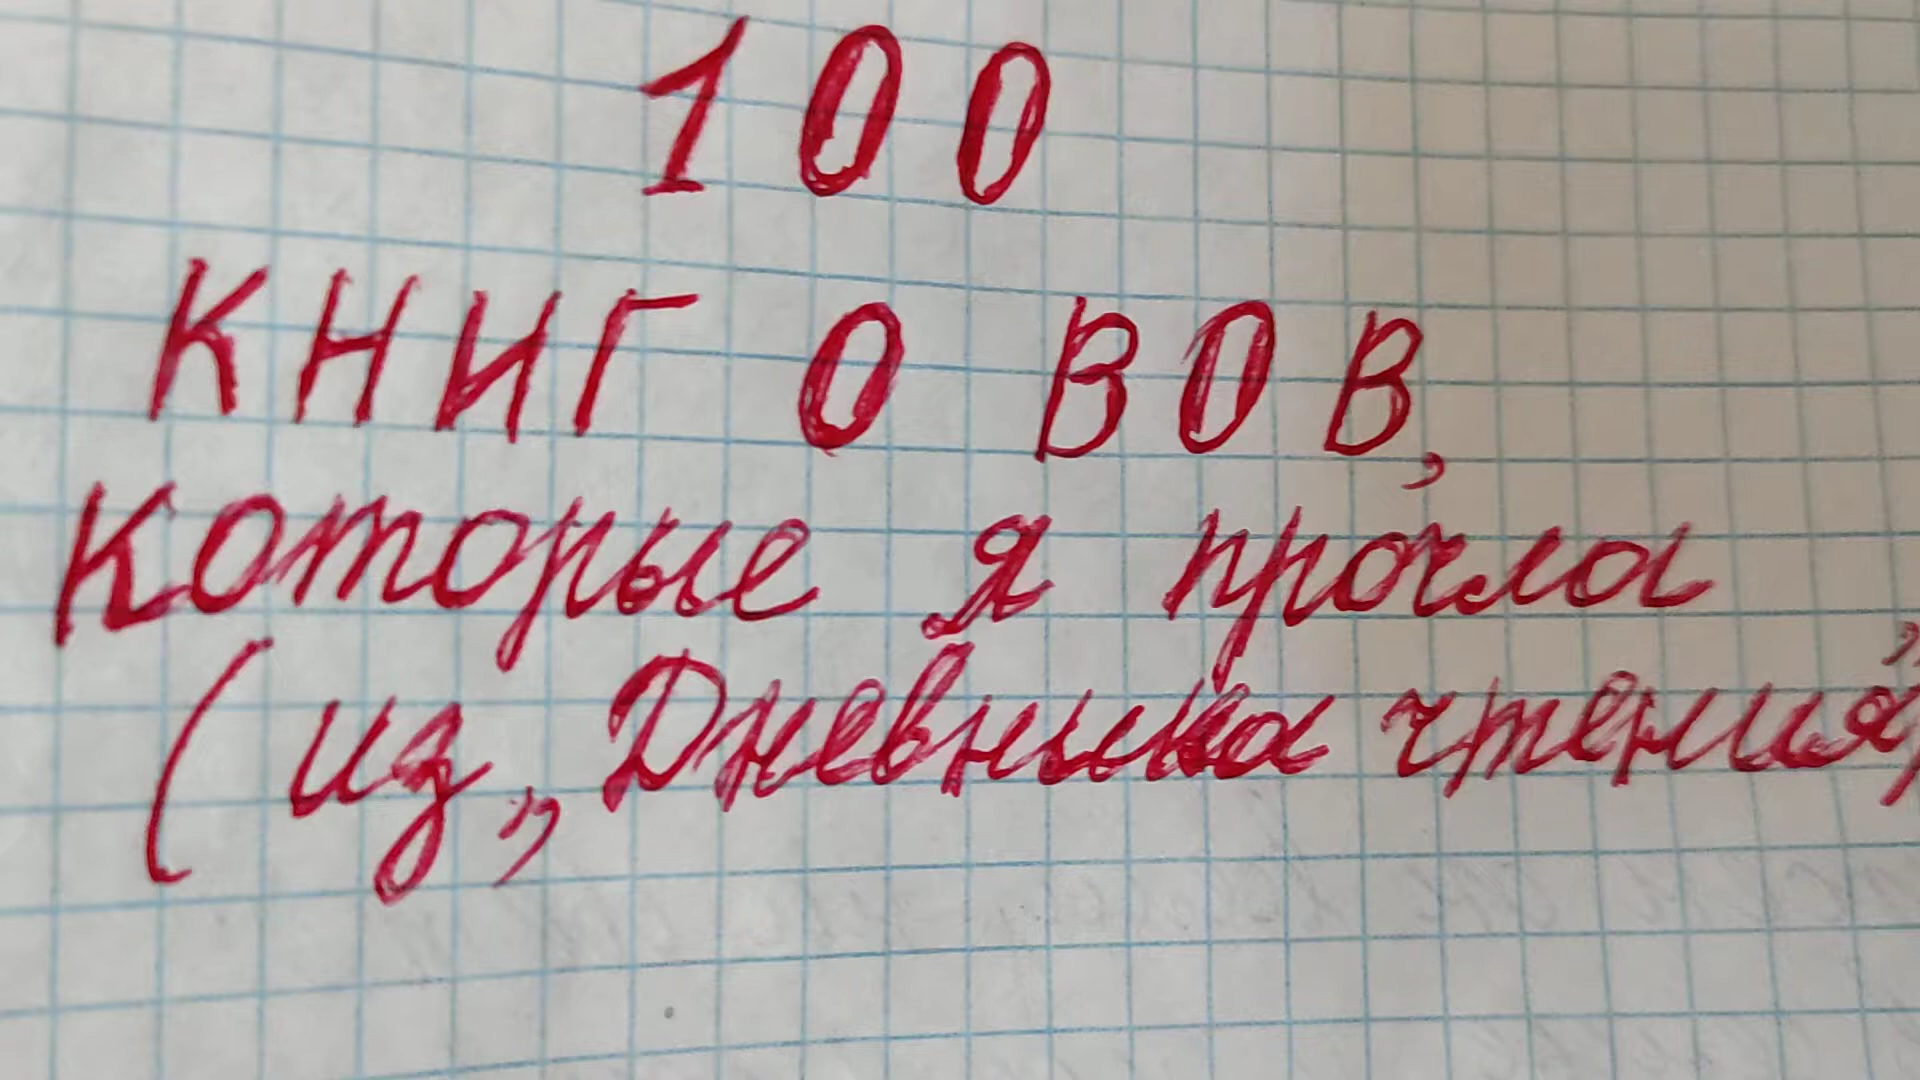 100
КНИГ О ВОВ,
которые я прочла
(из „Дневника чтения”)